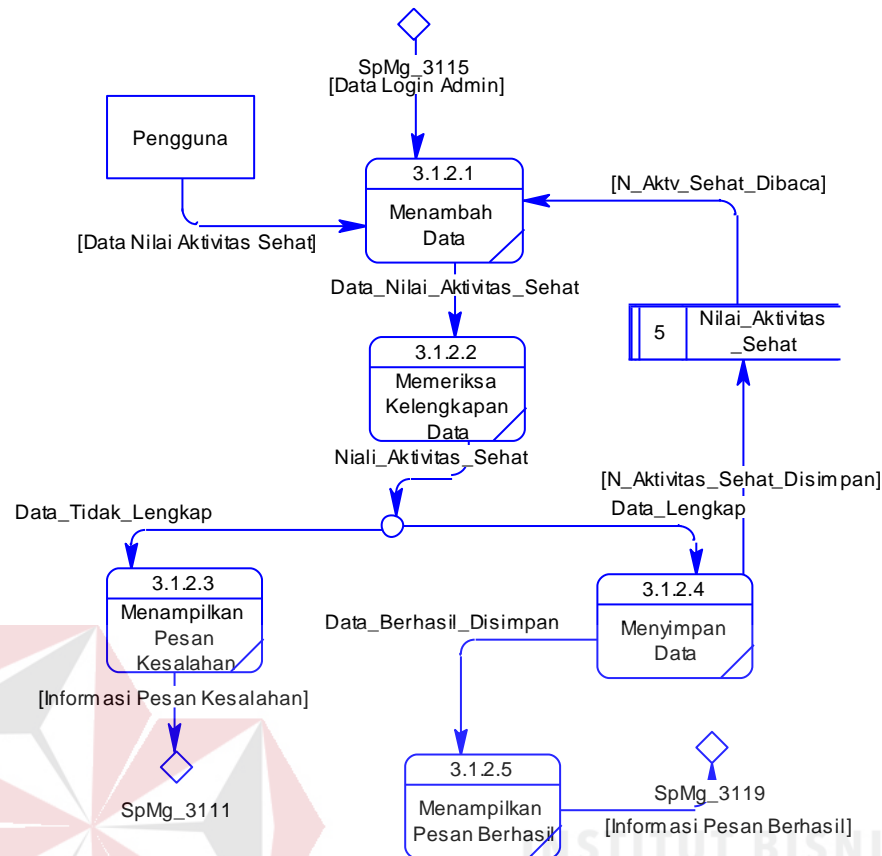 SpMg_3115
[Data Login Admin]
Pengguna
3.1.2.1
Menambah
Data
[N_Aktv_Sehat_Dibaca]
[Data Nilai Aktivitas Sehat]
Data_Nilai_Aktivitas_Sehat
5
Nilai_Aktivitas
_Sehat
3.1.2.2
Memeriksa
Kelengkapan
Data
Niali_Aktivitas_Sehat
[N_Aktivitas_Sehat_Disimpan]
Data_Tidak_Lengkap
Data_Lengkap
3.1.2.3
Menampilkan
Pesan
Kesalahan
3.1.2.4
Menyimpan
Data
Data_Berhasil_Disimpan
[Informasi Pesan Kesalahan]
SpMg_3111
3.1.2.5
Menampilkan
Pesan Berhasil
SpMg_3119
[Informasi Pesan Berhasil]
INSTITUT BISNI